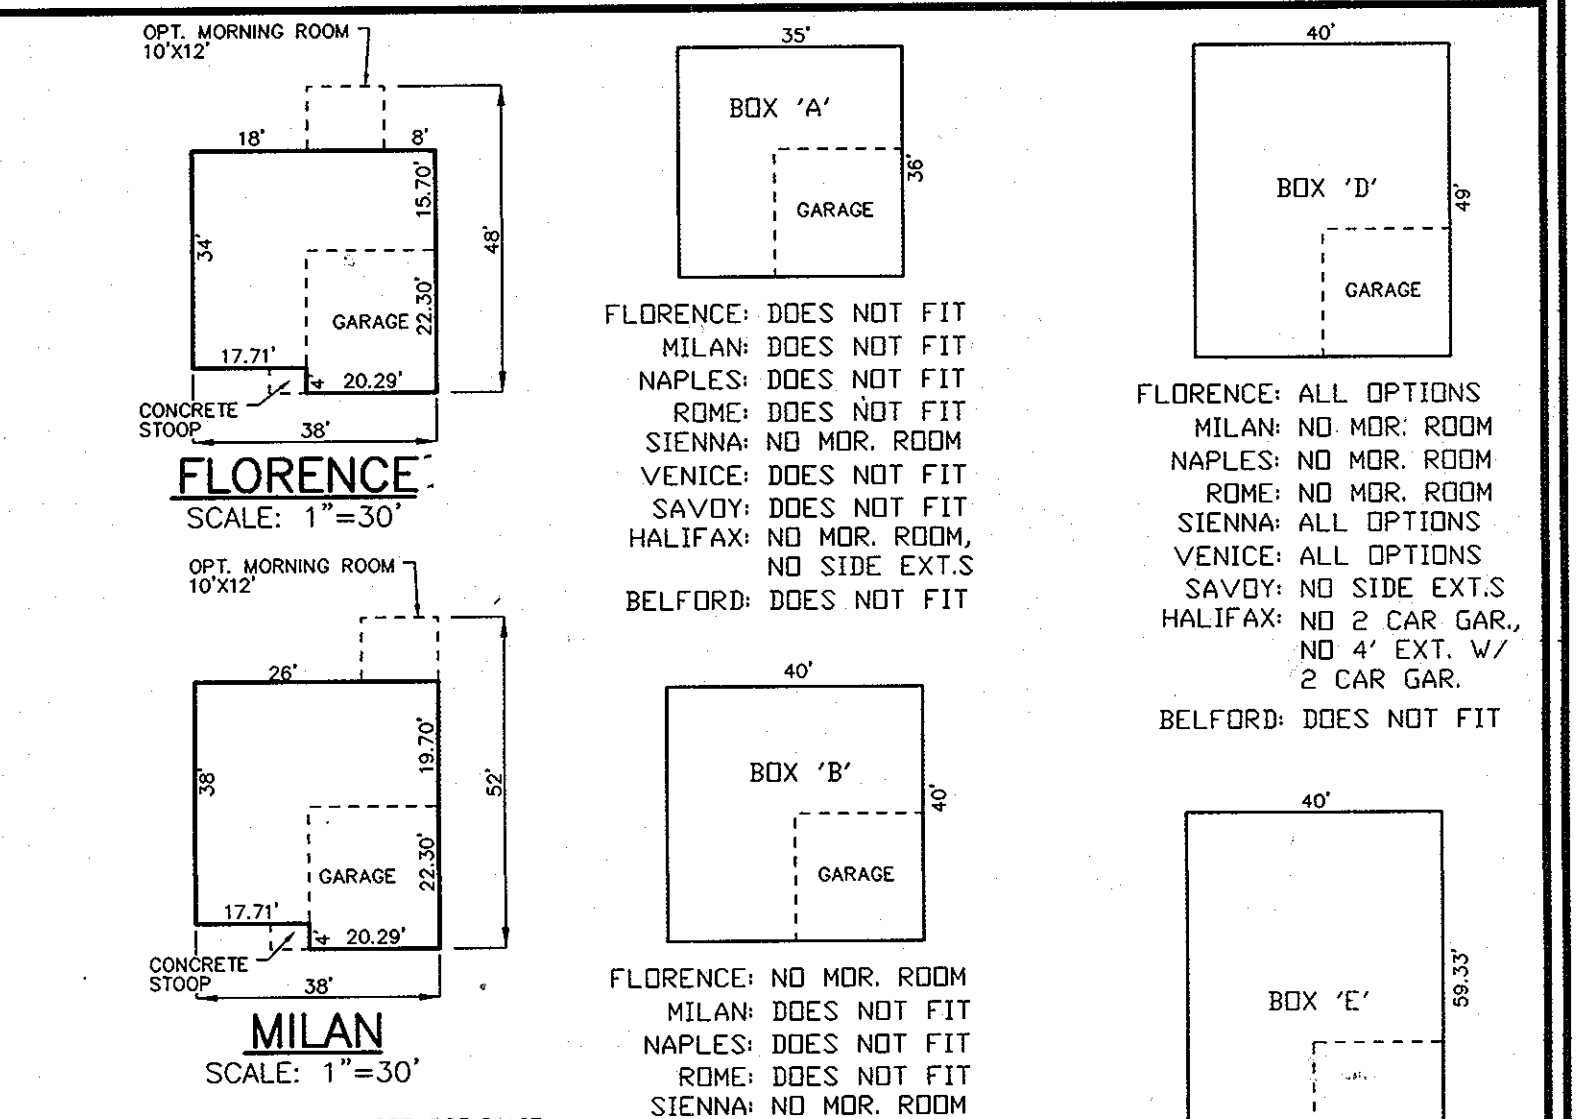 OPT. MORNING ROOM
10'X12'
18'
8'
15.70'
48'
34'
GARAGE
22.30'
17.71'
4'
20.29'
CONCRETE
STOOP
38'
FLORENCE
SCALE: 1"=30'
OPT. MORNING ROOM
10'X12'
26'
19.70'
52'
38'
GARAGE
22.30'
17.71'
4'
20.29'
CONCRETE
STOOP
38'
MILAN
SCALE: 1"=30'
35'
BOX 'A'
36'
GARAGE
FLORENCE: DOES NOT FIT
MILAN: DOES NOT FIT
NAPLES: DOES NOT FIT
ROME: DOES NOT FIT
SIENNA: NO MOR. ROOM
VENICE: DOES NOT FIT
SAVOY: DOES NOT FIT
HALIFAX: NO MOR. ROOM,
NO SIDE EXT.S
BELFORD: DOES NOT FIT
40'
BOX 'B'
40'
GARAGE
FLORENCE: NO MOR. ROOM
MILAN: DOES NOT FIT
NAPLES: DOES NOT FIT
ROME: DOES NOT FIT
SIENNA: NO MOR. ROOM
40'
BOX 'D'
49'
GARAGE
FLORENCE: ALL OPTIONS
MILAN: NO MOR. ROOM
NAPLES: NO MOR. ROOM
ROME: NO MOR. ROOM
SIENNA: ALL OPTIONS
VENICE: ALL OPTIONS
SAVOY: NO SIDE EXT.S
HALIFAX: NO 2 CAR GAR.,
NO 4' EXT. W/
2 CAR GAR.
BELFORD: DOES NOT FIT
40'
BOX 'E'
59.33'